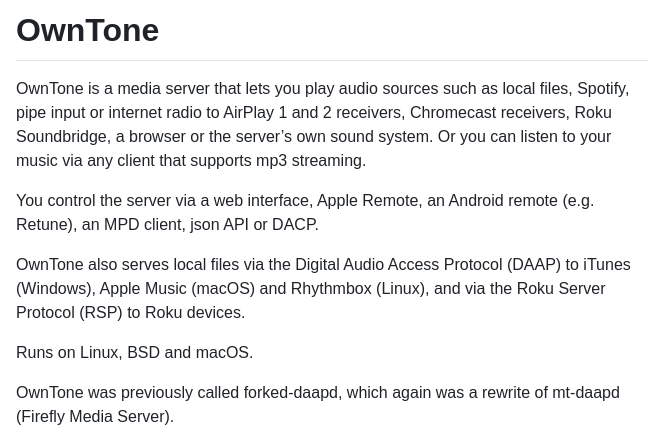 OwnTone
OwnTone is a media server that lets you play audio sources such as local files, Spotify,
pipe input or internet radio to AirPlay 1 and 2 receivers, Chromecast receivers, Roku
Soundbridge, a browser or the server’s own sound system. Or you can listen to your
music via any client that supports mp3 streaming.
You control the server via a web interface, Apple Remote, an Android remote (e.g.
Retune), an MPD client, json API or DACP.
OwnTone also serves local files via the Digital Audio Access Protocol (DAAP) to iTunes
(Windows), Apple Music (macOS) and Rhythmbox (Linux), and via the Roku Server
Protocol (RSP) to Roku devices.
Runs on Linux, BSD and macOS.
OwnTone was previously called forked-daapd, which again was a rewrite of mt-daapd
(Firefly Media Server).